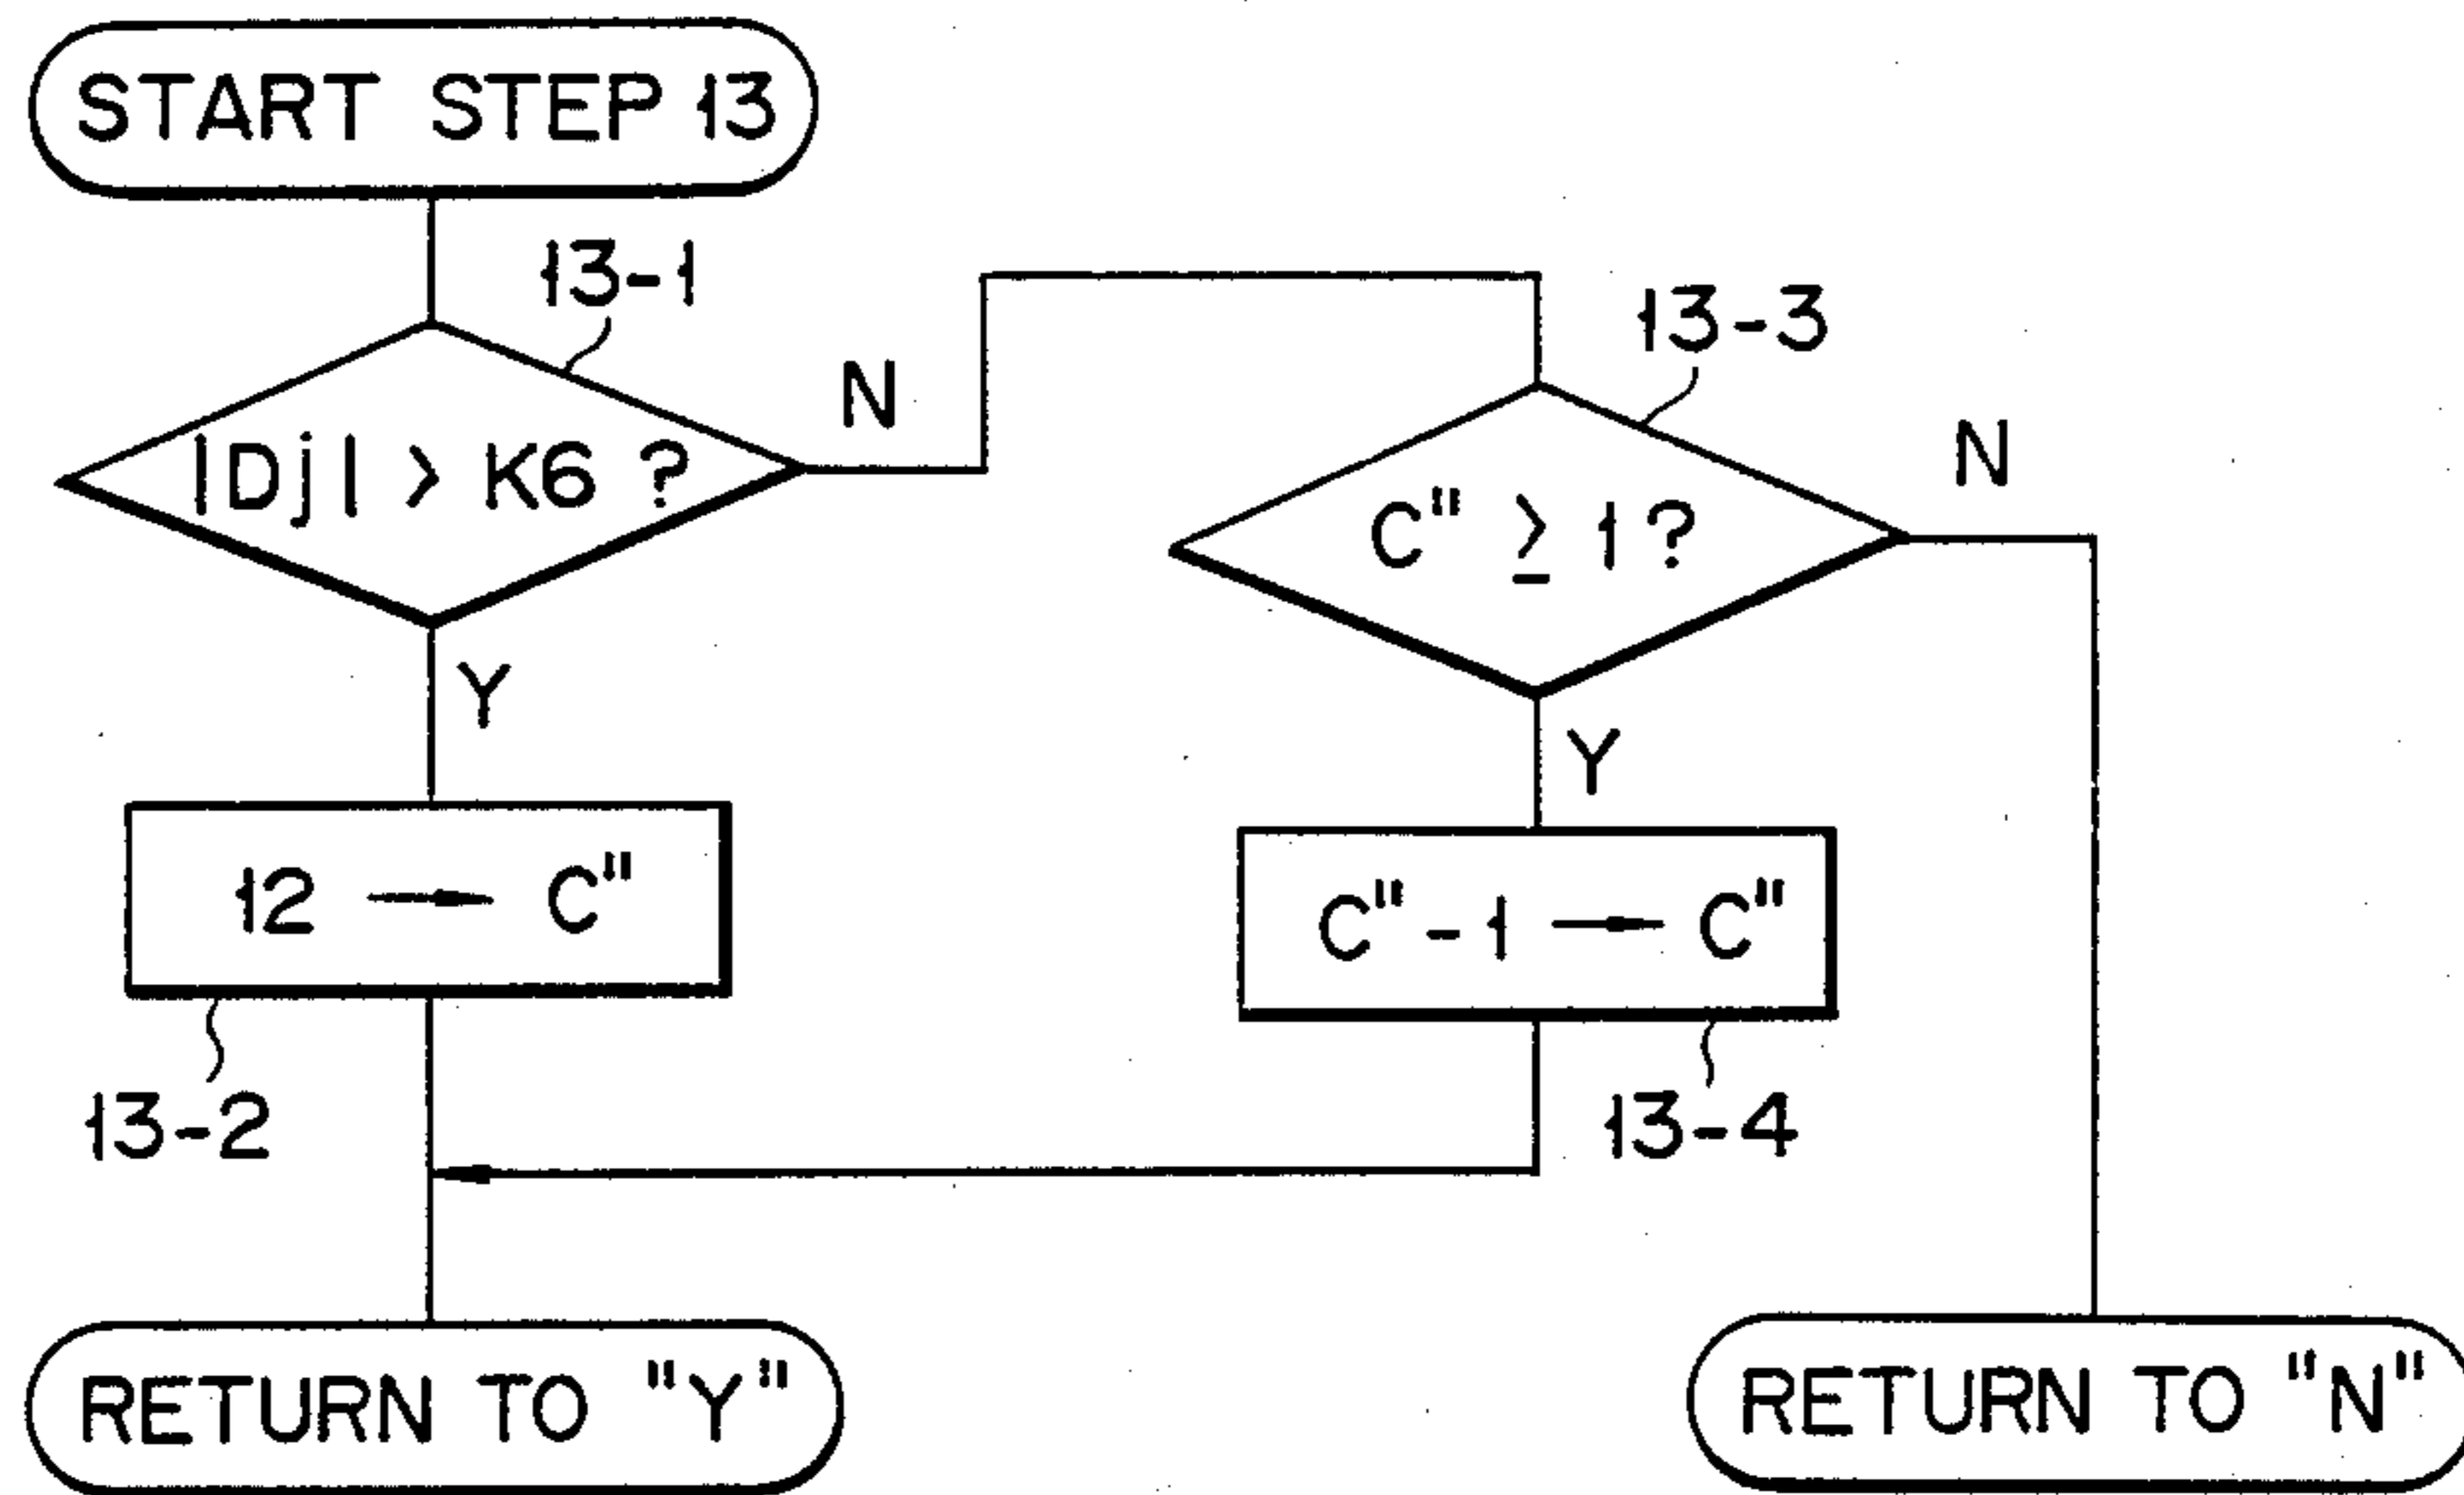 START STEP 13
13-1
|Dj| > K6 ?
N
Y
12 → C"
13-2
13-3
C" ≥ 1 ?
N
Y
C" - 1 → C"
13-4
RETURN TO "Y"
RETURN TO "N"